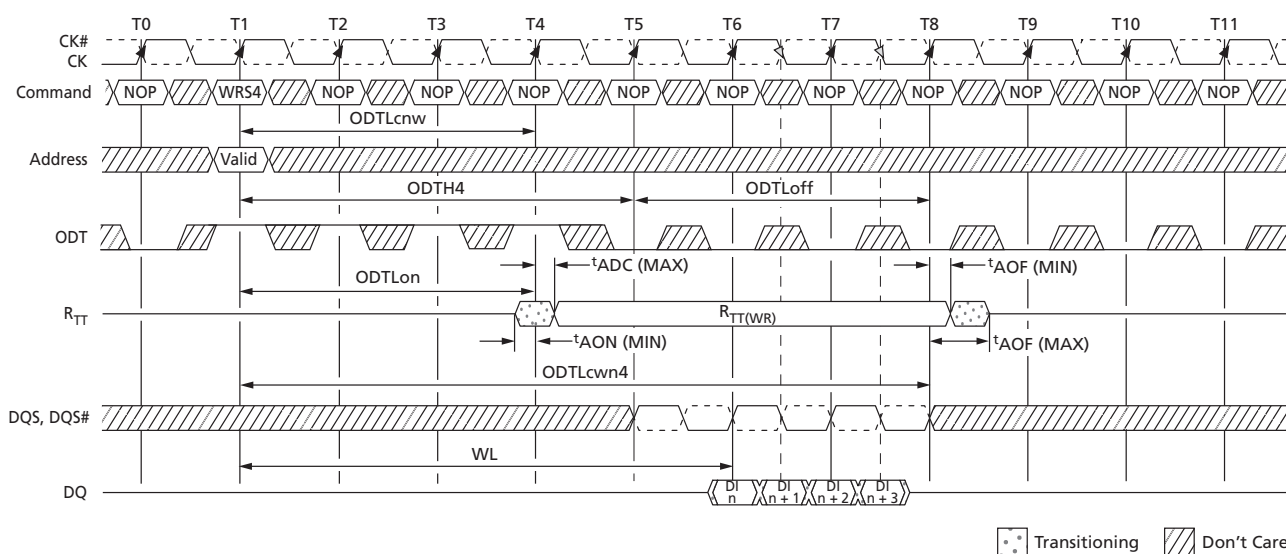 T0 T1 T2 T3 T4 T5 T6 T7 T8 T9 T10 T11
CK#
CK
Command NOP WRS4 NOP NOP NOP NOP NOP NOP NOP NOP NOP NOP
ODTLcnw
Address Valid
ODTH4 ODTLoff
ODT
tADC (MAX) tAOF (MIN)
ODTLon
RTT RTT(WR)
tAON (MIN) tAOF (MAX)
ODTLcwn4
DQS, DQS#
WL
DQ DI n DI n + 1 DI n + 2 DI n + 3
Transitioning Don't Care